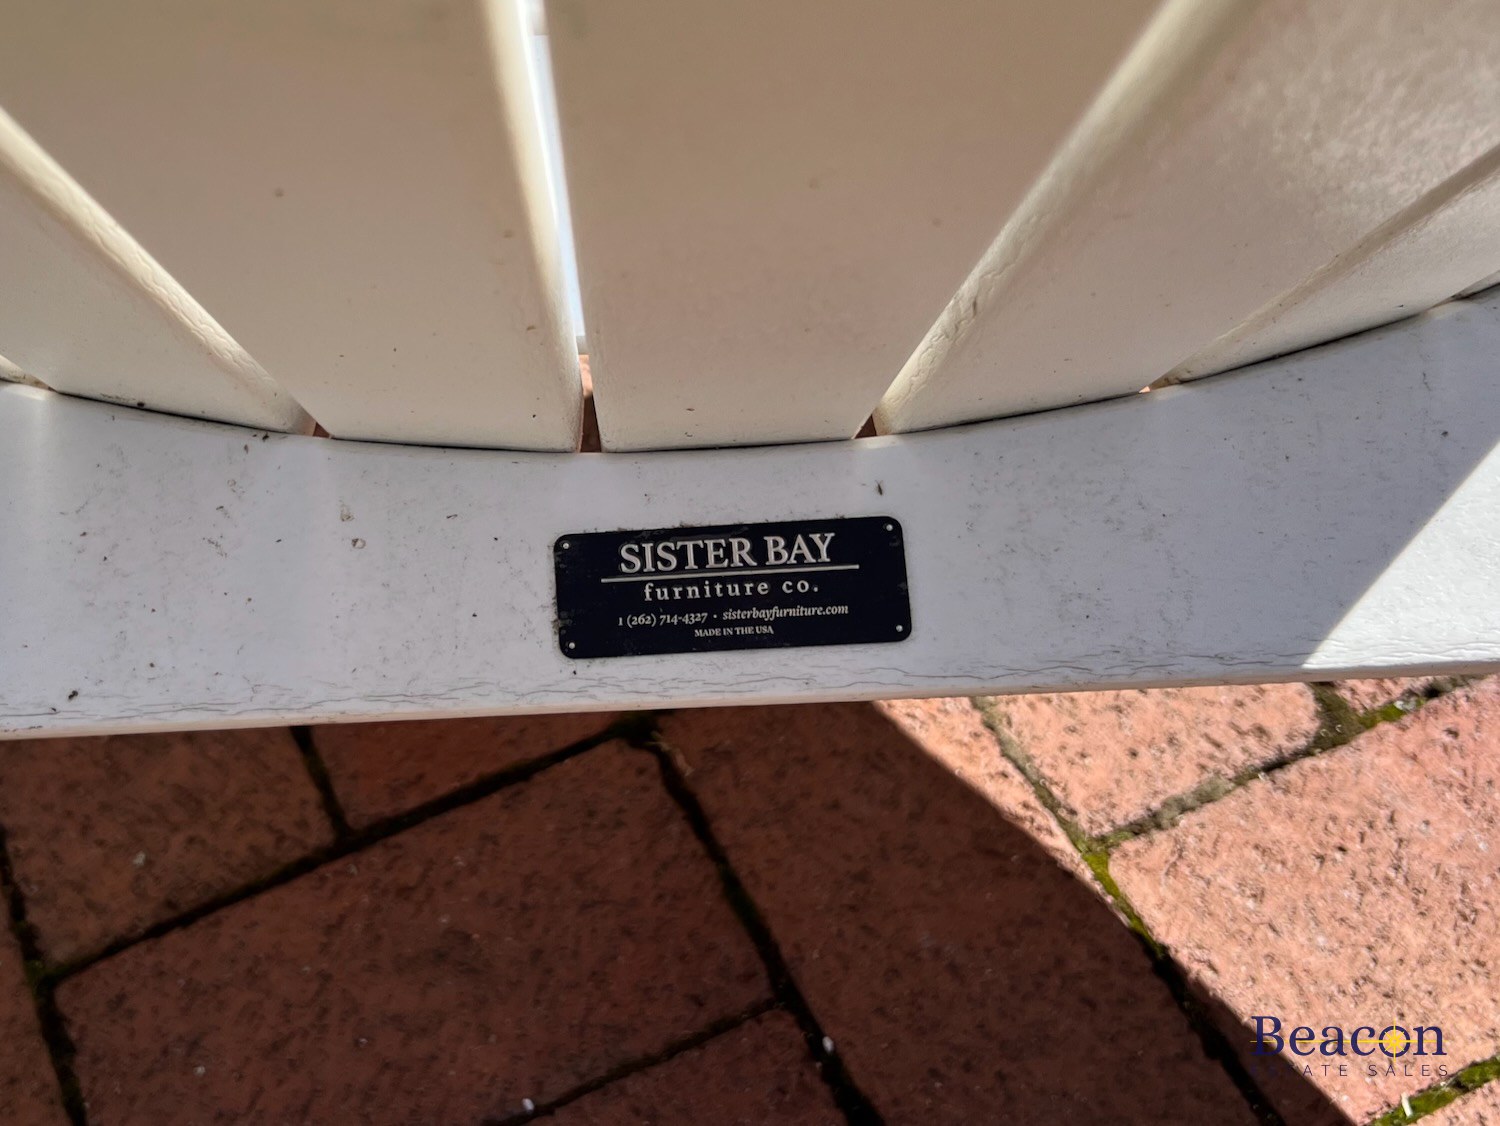 SISTER BAY
furniture co.
1 (262) 714-4327 · sisterbayfurniture.com
MADE IN THE USA
Beacon
ESTATE SALES